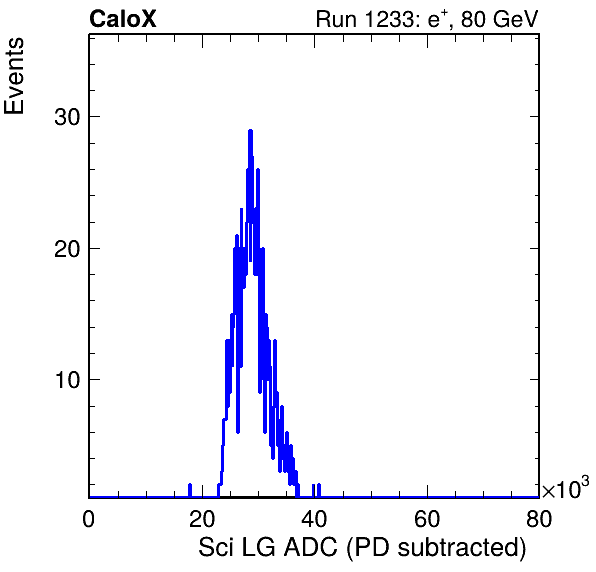 CaloX Run 1233: e⁺, 80 GeV
Events
30
20
10
0 20 40 60 80
×10³
Sci LG ADC (PD subtracted)